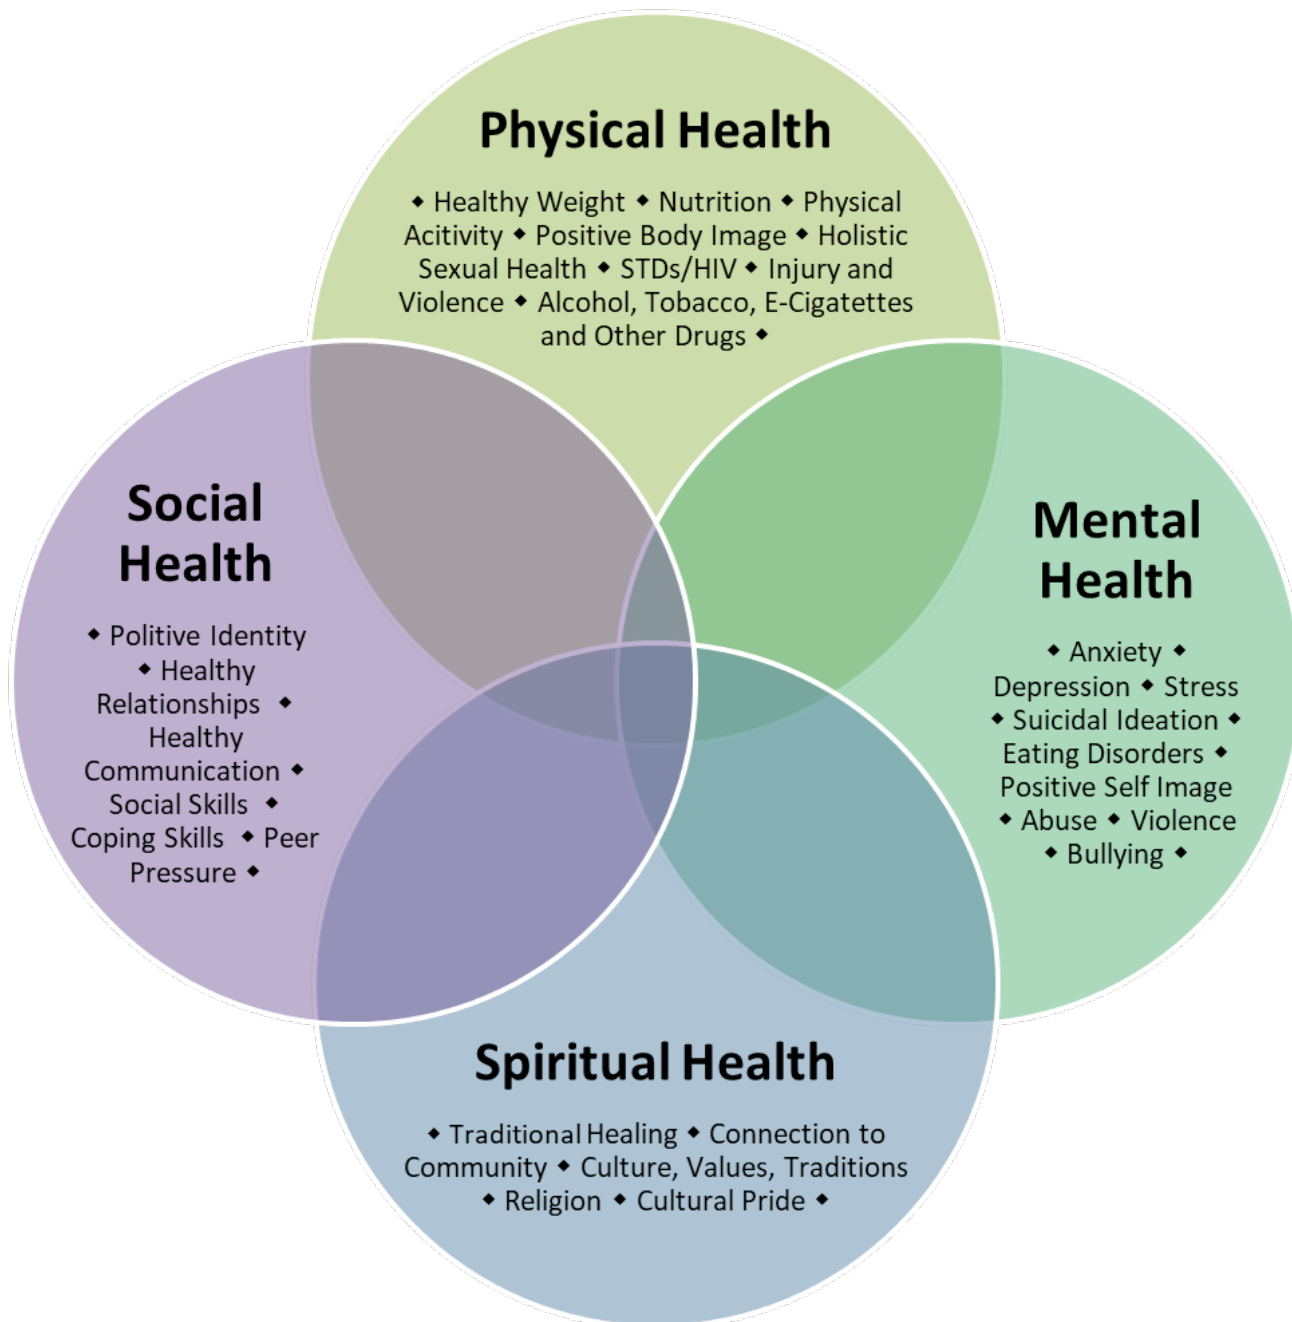 Physical Health
◆ Healthy Weight ◆ Nutrition ◆ Physical
Acitivity ◆ Positive Body Image ◆ Holistic
Sexual Health ◆ STDs/HIV ◆ Injury and
Violence ◆ Alcohol, Tobacco, E-Cigatettes
and Other Drugs ◆
Social
Health
◆ Politive Identity
◆ Healthy
Relationships ◆
Healthy
Communication ◆
Social Skills ◆
Coping Skills ◆ Peer
Pressure ◆
Mental
Health
◆ Anxiety ◆
Depression ◆ Stress
◆ Suicidal Ideation ◆
Eating Disorders ◆
Positive Self Image
◆ Abuse ◆ Violence
◆ Bullying ◆
Spiritual Health
◆ Traditional Healing ◆ Connection to
Community ◆ Culture, Values, Traditions
◆ Religion ◆ Cultural Pride ◆